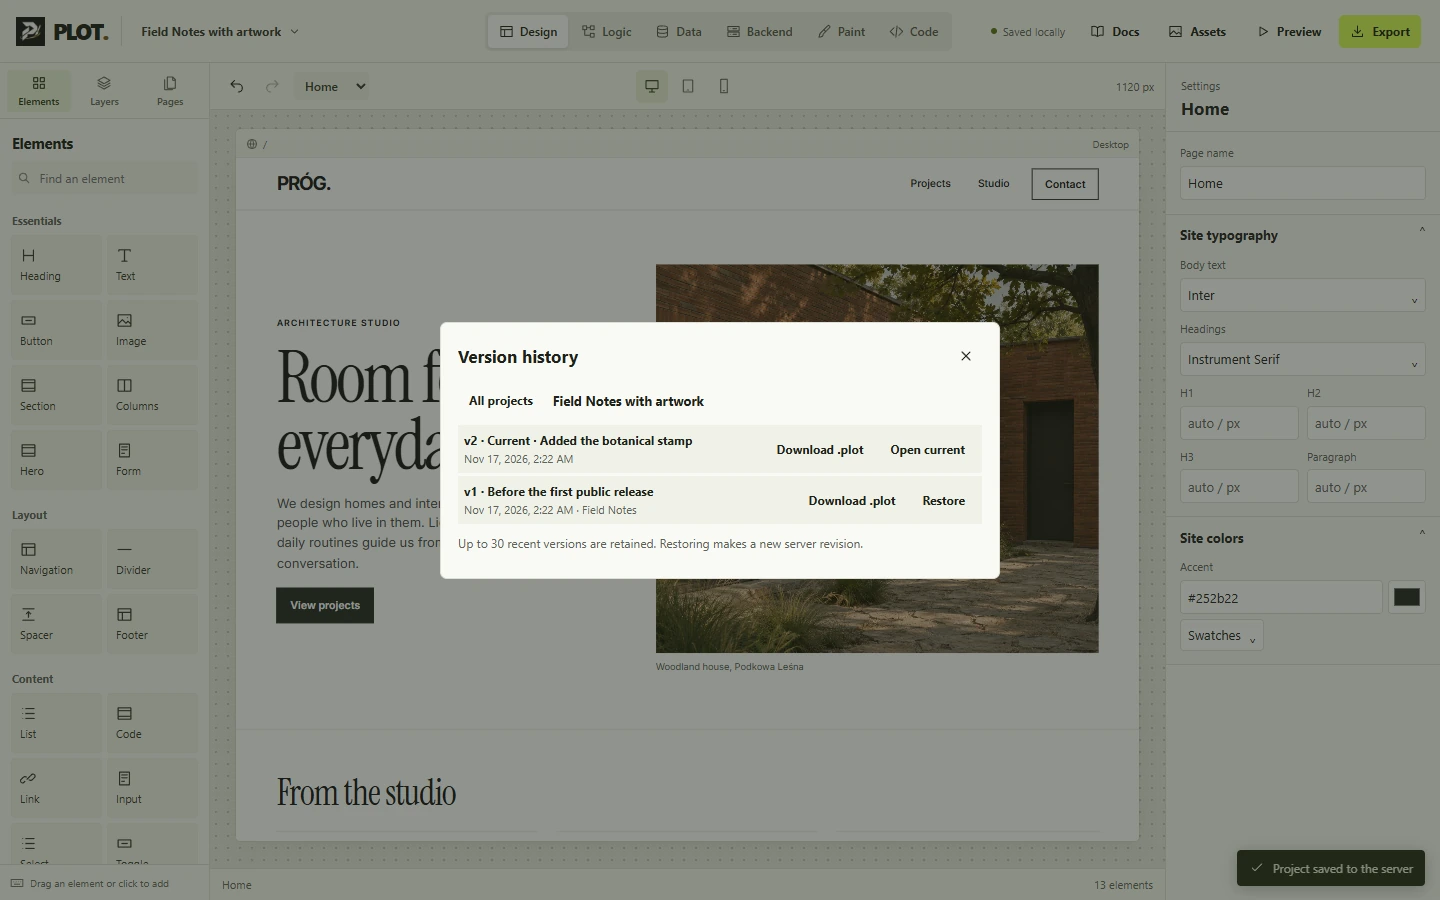 PLOT.
Field Notes with artwork
Design
Logic
Data
Backend
Paint
Code
Saved locally
Docs
Assets
Preview
Export
Elements
Layers
Pages
Home
1120 px
Settings
Home
Elements
Find an element
Essentials
Heading
Text
Button
Image
Section
Columns
Hero
Form
Layout
Navigation
Divider
Spacer
Footer
Content
List
Code
Link
Input
Select
Toggle
Drag an element or click to add
/
Desktop
PRÓG.
Projects
Studio
Contact
ARCHITECTURE STUDIO
Room f
everyda
We design homes and inter
people who live in them. Li
daily routines guide us from
conversation.
View projects
Woodland house, Podkowa Leśna
From the studio
Version history
All projects
Field Notes with artwork
v2 · Current · Added the botanical stamp
Nov 17, 2026, 2:22 AM
Download .plot
Open current
v1 · Before the first public release
Nov 17, 2026, 2:22 AM · Field Notes
Download .plot
Restore
Up to 30 recent versions are retained. Restoring makes a new server revision.
Page name
Home
Site typography
Body text
Inter
Headings
Instrument Serif
H1
H2
auto / px
auto / px
H3
Paragraph
auto / px
auto / px
Site colors
Accent
#252b22
Swatches
Project saved to the server
Home
13 elements